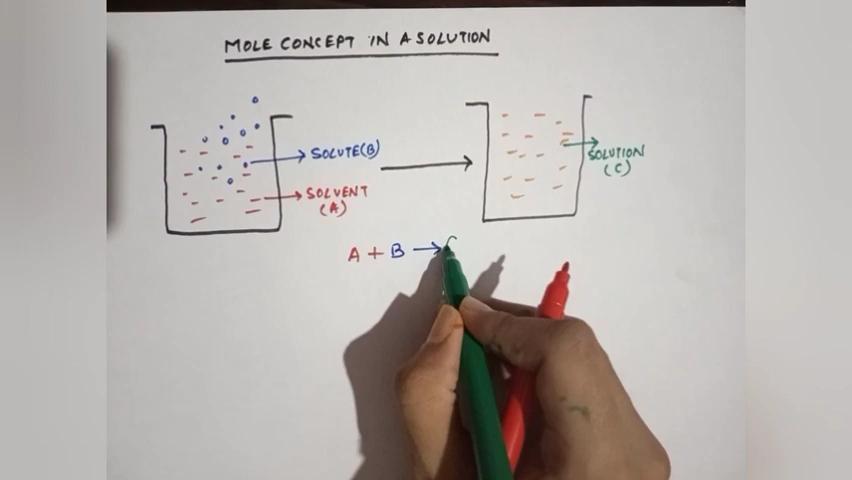 MOLE CONCEPT IN A SOLUTION
SOLUTE(B)
SOLVENT
(A)
SOLUTION
(C)
A + B →